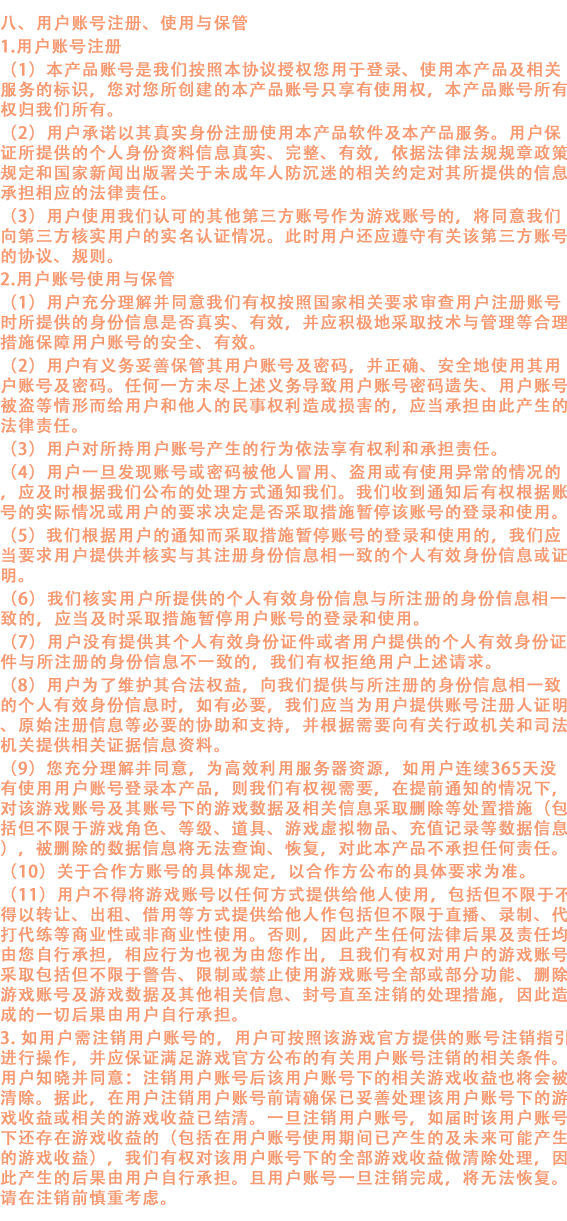 八、用户账号注册、使用与保管
1.用户账号注册
（1）本产品账号是我们按照本协议授权您用于登录、使用本产品及相关
服务的标识，您对您所创建的本产品账号只享有使用权，本产品账号所有
权归我们所有。
（2）用户承诺以其真实身份注册使用本产品软件及本产品服务。用户保
证所提供的个人身份资料信息真实、完整、有效，依据法律法规规章政策
规定和国家新闻出版署关于未成年人防沉迷的相关约定对其所提供的信息
承担相应的法律责任。
（3）用户使用我们认可的其他第三方账号作为游戏账号的，将同意我们
向第三方核实用户的实名认证情况。此时用户还应遵守有关该第三方账号
的协议、规则。
2.用户账号使用与保管
（1）用户充分理解并同意我们有权按照国家相关要求审查用户注册账号
时所提供的身份信息是否真实、有效，并应积极地采取技术与管理等合理
措施保障用户账号的安全、有效。
（2）用户有义务妥善保管其用户账号及密码，并正确、安全地使用其用
户账号及密码。任何一方未尽上述义务导致用户账号密码遗失、用户账号
被盗等情形而给用户和他人的民事权利造成损害的，应当承担由此产生的
法律责任。
（3）用户对所持用户账号产生的行为依法享有权利和承担责任。
（4）用户一旦发现账号或密码被他人冒用、盗用或有使用异常的情况的
，应及时根据我们公布的处理方式通知我们。我们收到通知后有权根据账
号的实际情况或用户的要求决定是否采取措施暂停该账号的登录和使用。
（5）我们根据用户的通知而采取措施暂停账号的登录和使用的，我们应
当要求用户提供并核实与其注册身份信息相一致的个人有效身份信息或证
明。
（6）我们核实用户所提供的个人有效身份信息与所注册的身份信息相一
致的，应当及时采取措施暂停用户账号的登录和使用。
（7）用户没有提供其个人有效身份证件或者用户提供的个人有效身份证
件与所注册的身份信息不一致的，我们有权拒绝用户上述请求。
（8）用户为了维护其合法权益，向我们提供与所注册的身份信息相一致
的个人有效身份信息时，如有必要，我们应当为用户提供账号注册人证明
、原始注册信息等必要的协助和支持，并根据需要向有关行政机关和司法
机关提供相关证据信息资料。
（9）您充分理解并同意，为高效利用服务器资源，如用户连续365天没
有使用用户账号登录本产品，则我们有权视需要，在提前通知的情况下，
对该游戏账号及其账号下的游戏数据及相关信息采取删除等处置措施（包
括但不限于游戏角色、等级、道具、游戏虚拟物品、充值记录等数据信息
），被删除的数据信息将无法查询、恢复，对此本产品不承担任何责任。
（10）关于合作方账号的具体规定，以合作方公布的具体要求为准。
（11）用户不得将游戏账号以任何方式提供给他人使用，包括但不限于不
得以转让、出租、借用等方式提供给他人作包括但不限于直播、录制、代
打代练等商业性或非商业性使用。否则，因此产生任何法律后果及责任均
由您自行承担，相应行为也视为由您作出，且我们有权对用户的游戏账号
采取包括但不限于警告、限制或禁止使用游戏账号全部或部分功能、删除
游戏账号及游戏数据及其他相关信息、封号直至注销的处理措施，因此造
成的一切后果由用户自行承担。
3. 如用户需注销用户账号的，用户可按照该游戏官方提供的账号注销指引
进行操作，并应保证满足游戏官方公布的有关用户账号注销的相关条件。
用户知晓并同意：注销用户账号后该用户账号下的相关游戏收益也将会被
清除。据此，在用户注销用户账号前请确保已妥善处理该用户账号下的游
戏收益或相关的游戏收益已结清。一旦注销用户账号，如届时该用户账号
下还存在游戏收益的（包括在用户账号使用期间已产生的及未来可能产生
的游戏收益），我们有权对该用户账号下的全部游戏收益做清除处理，因
此产生的后果由用户自行承担。且用户账号一旦注销完成，将无法恢复。
请在注销前慎重考虑。